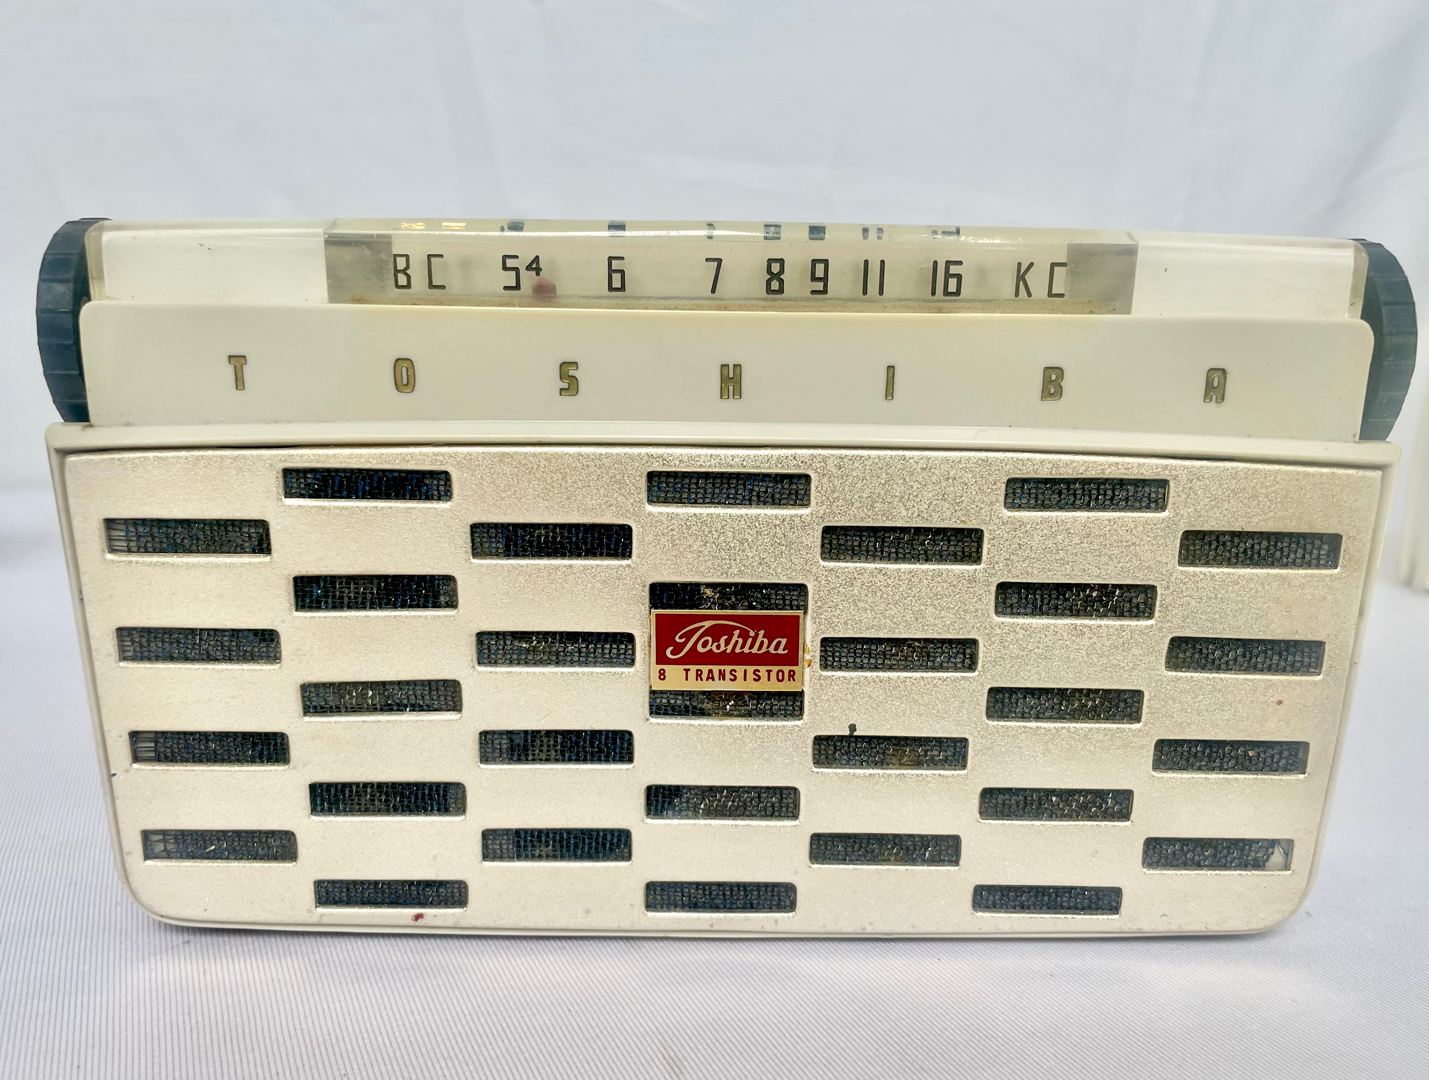 BC 54 6 7 8 9 11 16 KC
TOSHIBA
Toshiba
8 TRANSISTOR